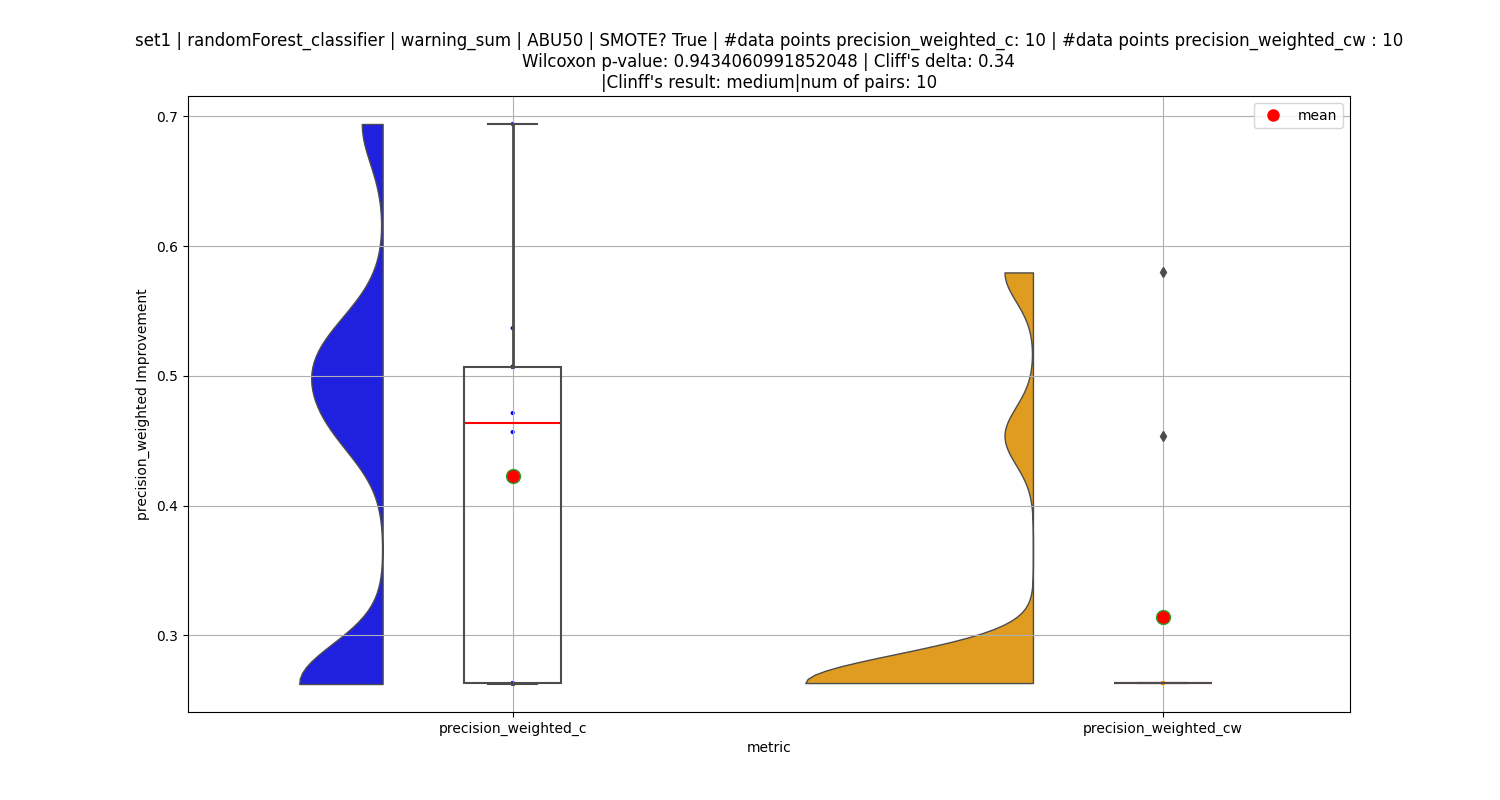 set1 | randomForest_classifier | warning_sum | ABU50 | SMOTE? True | #data points precision_weighted_c: 10 | #data points precision_weighted_cw : 10
Wilcoxon p-value: 0.9434060991852048 | Cliff's delta: 0.34
|Clinff's result: medium|num of pairs: 10
mean
0.7
0.6
0.5
0.4
0.3
precision_weighted Improvement
precision_weighted_c
precision_weighted_cw
metric